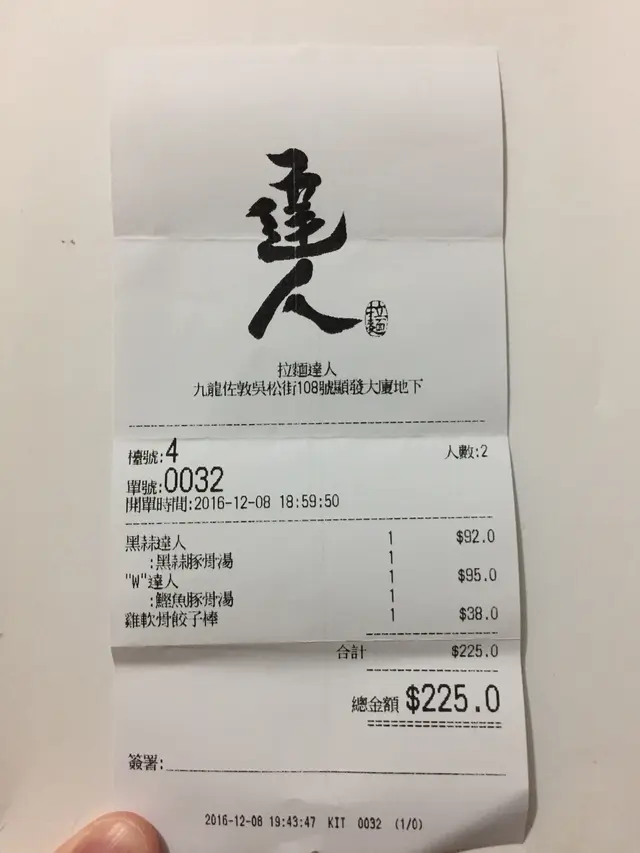 達人
拉麵
拉麵達人
九龍佐敦吳松街108號顯發大廈地下
檯號:4 人數:2
單號:0032
開單時間:2016-12-08 18:59:50
黑蒜達人 1 $92.0
:黑蒜豚骨湯 1
"W"達人 1 $95.0
:鰹魚豚骨湯 1
雞軟骨餃子棒 1 $38.0
合計 $225.0
總金額 $225.0
簽署:
2016-12-08 19:43:47 KIT 0032 (1/0)